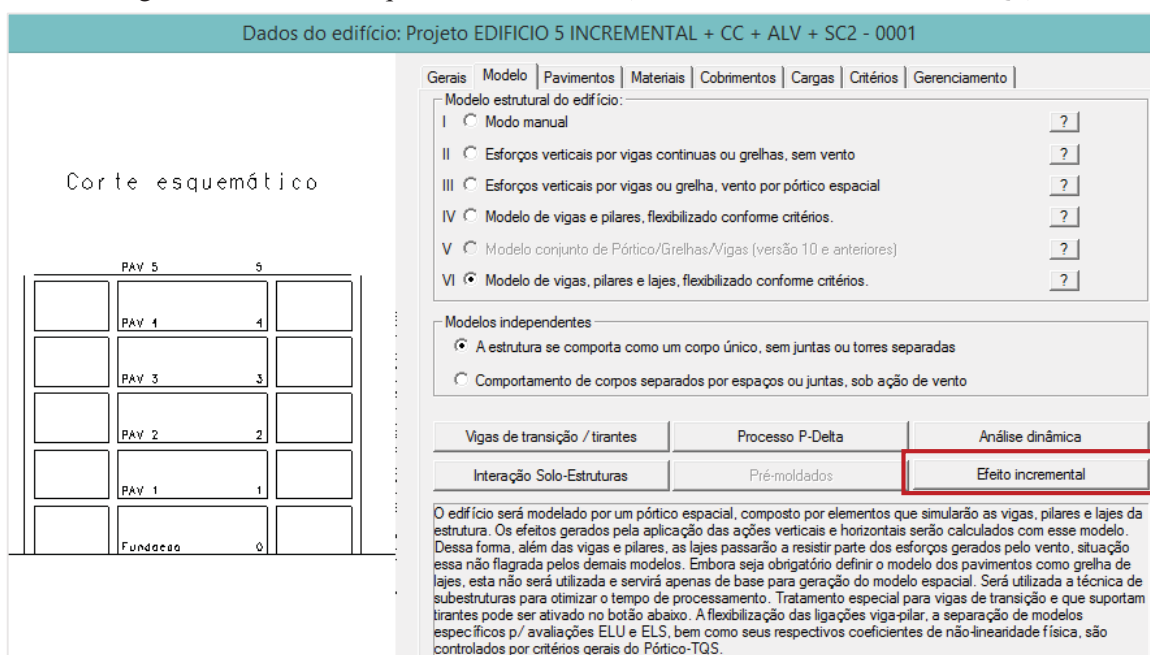 Dados do edifício: Projeto EDIFICIO 5 INCREMENTAL + CC + ALV + SC2 - 0001
Gerais Modelo Pavimentos Materiais Cobrimentos Cargas Critérios Gerenciamento
Modelo estrutural do edifício:
I Modo manual ?
II Esforços verticais por vigas continuas ou grelhas, sem vento ?
III Esforços verticais por vigas ou grelha, vento por pórtico espacial ?
IV Modelo de vigas e pilares, flexibilizado conforme critérios. ?
V Modelo conjunto de Pórtico/Grelhas/Vigas (versão 10 e anteriores) ?
VI Modelo de vigas, pilares e lajes, flexibilizado conforme critérios. ?
Modelos independentes
A estrutura se comporta como um corpo único, sem juntas ou torres separadas
Comportamento de corpos separados por espaços ou juntas, sob ação de vento
Vigas de transição / tirantes Processo P-Delta Análise dinâmica
Interação Solo-Estruturas Pré-moldados Efeito incremental
O edifício será modelado por um pórtico espacial, composto por elementos que simularão as vigas, pilares e lajes da
estrutura. Os efeitos gerados pela aplicação das ações verticais e horizontais serão calculados com esse modelo.
Dessa forma, além das vigas e pilares, as lajes passarão a resistir parte dos esforços gerados pelo vento, situação
essa não flagrada pelos demais modelos. Embora seja obrigatório definir o modelo dos pavimentos como grelha de
lajes, esta não será utilizada e servirá apenas de base para geração do modelo espacial. Será utilizada a técnica de
subestruturas para otimizar o tempo de processamento. Tratamento especial para vigas de transição e que suportam
tirantes pode ser ativado no botão abaixo. A flexibilização das ligações viga-pilar, a separação de modelos
específicos p/ avaliações ELU e ELS, bem como seus respectivos coeficientes de não-linearidade física, são
controlados por critérios gerais do Pórtico-TQS.
Corte esquemático
PAV 5 5
PAV 4 4
PAV 3 3
PAV 2 2
PAV 1 1
Fundacao 0